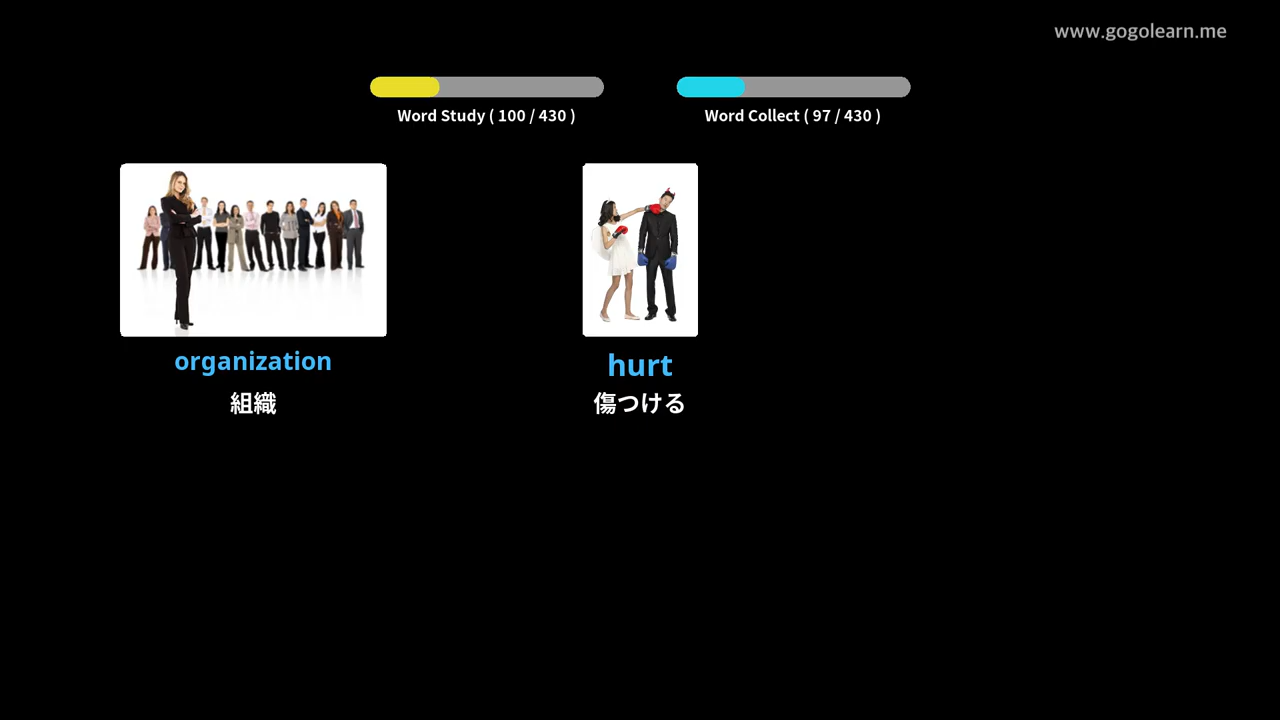 www.gogolearn.me
Word Study ( 100 / 430 )
Word Collect ( 97 / 430 )
organization
組織
hurt
傷つける